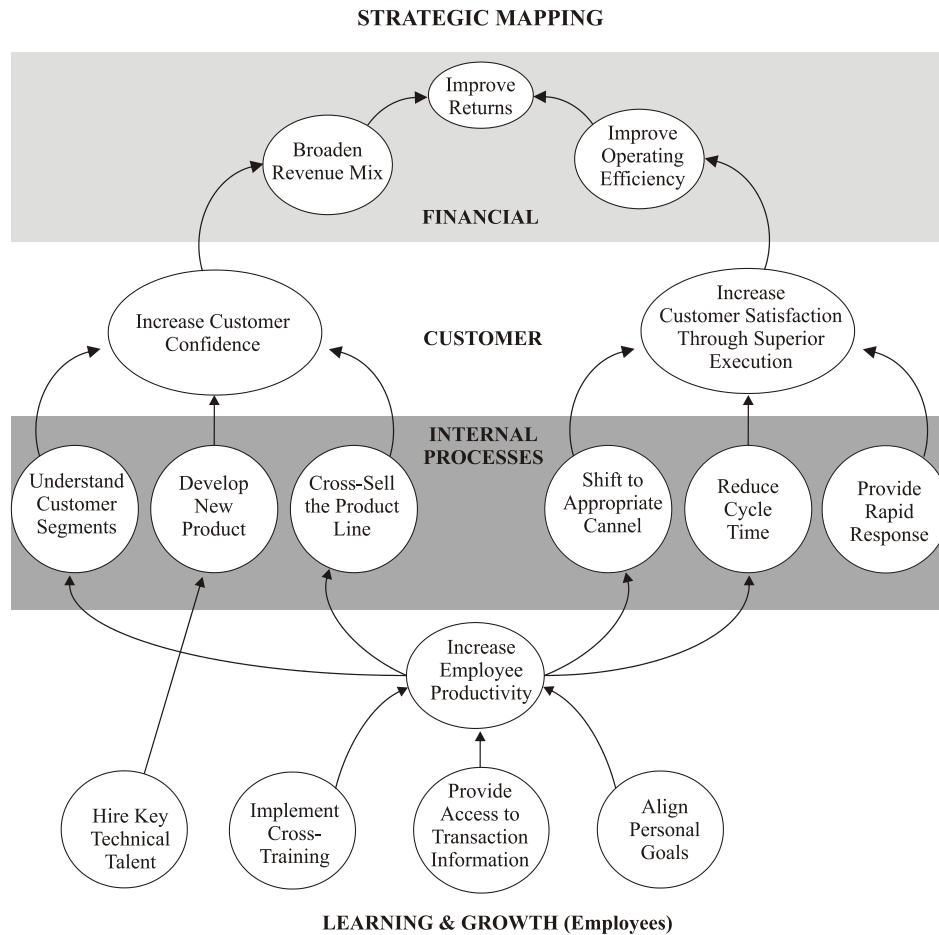 STRATEGIC MAPPING
Improve
Returns
Broaden
Revenue Mix
Improve
Operating
Efficiency
FINANCIAL
Increase Customer
Confidence
CUSTOMER
Increase
Customer Satisfaction
Through Superior
Execution
INTERNAL
PROCESSES
Understand
Customer
Segments
Develop
New
Product
Cross-Sell
the Product
Line
Shift to
Appropriate
Cannel
Reduce
Cycle
Time
Provide
Rapid
Response
Increase
Employee
Productivity
Hire Key
Technical
Talent
Implement
Cross-
Training
Provide
Access to
Transaction
Information
Align
Personal
Goals
LEARNING & GROWTH (Employees)